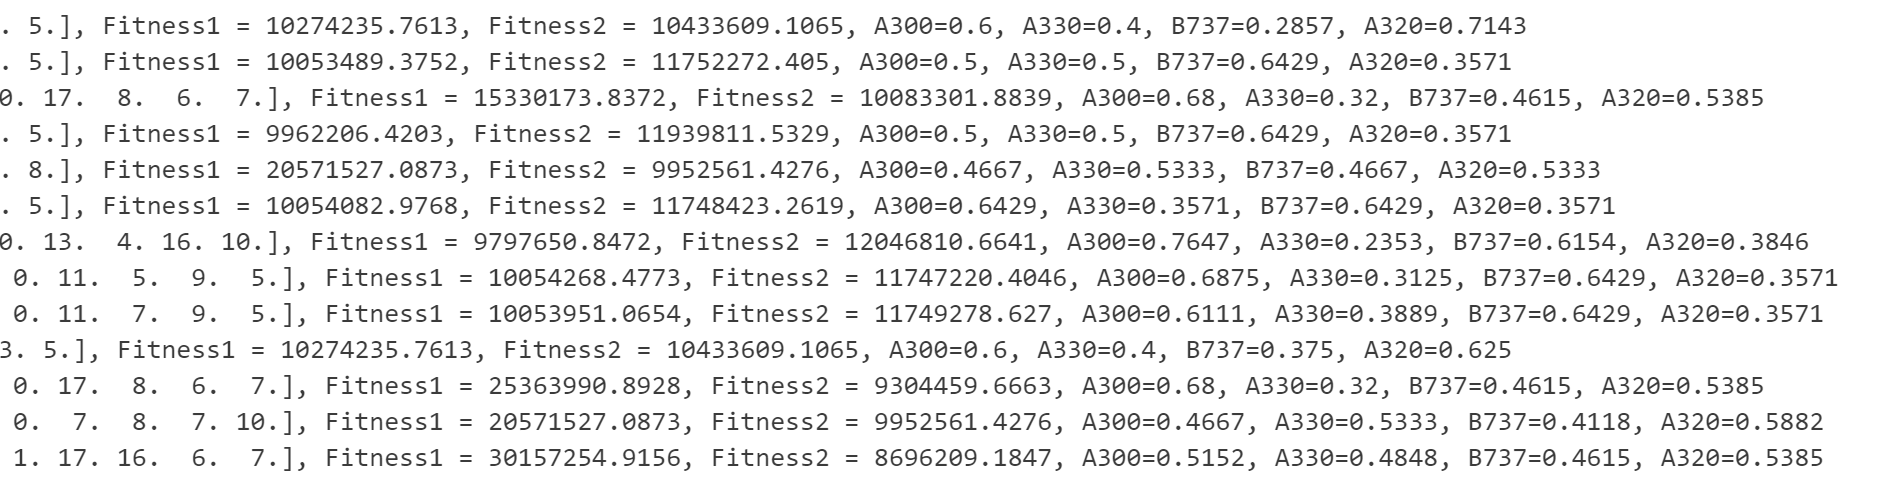 . 5.], Fitness1 = 10274235.7613, Fitness2 = 10433609.1065, A300=0.6, A330=0.4, B737=0.2857, A320=0.7143
. 5.], Fitness1 = 10053489.3752, Fitness2 = 11752272.405, A300=0.5, A330=0.5, B737=0.6429, A320=0.3571
0. 17.  8.  6.  7.], Fitness1 = 15330173.8372, Fitness2 = 10083301.8839, A300=0.68, A330=0.32, B737=0.4615, A320=0.5385
. 5.], Fitness1 = 9962206.4203, Fitness2 = 11939811.5329, A300=0.5, A330=0.5, B737=0.6429, A320=0.3571
. 8.], Fitness1 = 20571527.0873, Fitness2 = 9952561.4276, A300=0.4667, A330=0.5333, B737=0.4667, A320=0.5333
. 5.], Fitness1 = 10054082.9768, Fitness2 = 11748423.2619, A300=0.6429, A330=0.3571, B737=0.6429, A320=0.3571
0. 13.  4. 16. 10.], Fitness1 = 9797650.8472, Fitness2 = 12046810.6641, A300=0.7647, A330=0.2353, B737=0.6154, A320=0.3846
0. 11.  5.  9.  5.], Fitness1 = 10054268.4773, Fitness2 = 11747220.4046, A300=0.6875, A330=0.3125, B737=0.6429, A320=0.3571
0. 11.  7.  9.  5.], Fitness1 = 10053951.0654, Fitness2 = 11749278.627, A300=0.6111, A330=0.3889, B737=0.6429, A320=0.3571
3. 5.], Fitness1 = 10274235.7613, Fitness2 = 10433609.1065, A300=0.6, A330=0.4, B737=0.375, A320=0.625
0. 17.  8.  6.  7.], Fitness1 = 25363990.8928, Fitness2 = 9304459.6663, A300=0.68, A330=0.32, B737=0.4615, A320=0.5385
0.  7.  8.  7. 10.], Fitness1 = 20571527.0873, Fitness2 = 9952561.4276, A300=0.4667, A330=0.5333, B737=0.4118, A320=0.5882
1. 17. 16.  6.  7.], Fitness1 = 30157254.9156, Fitness2 = 8696209.1847, A300=0.5152, A330=0.4848, B737=0.4615, A320=0.5385